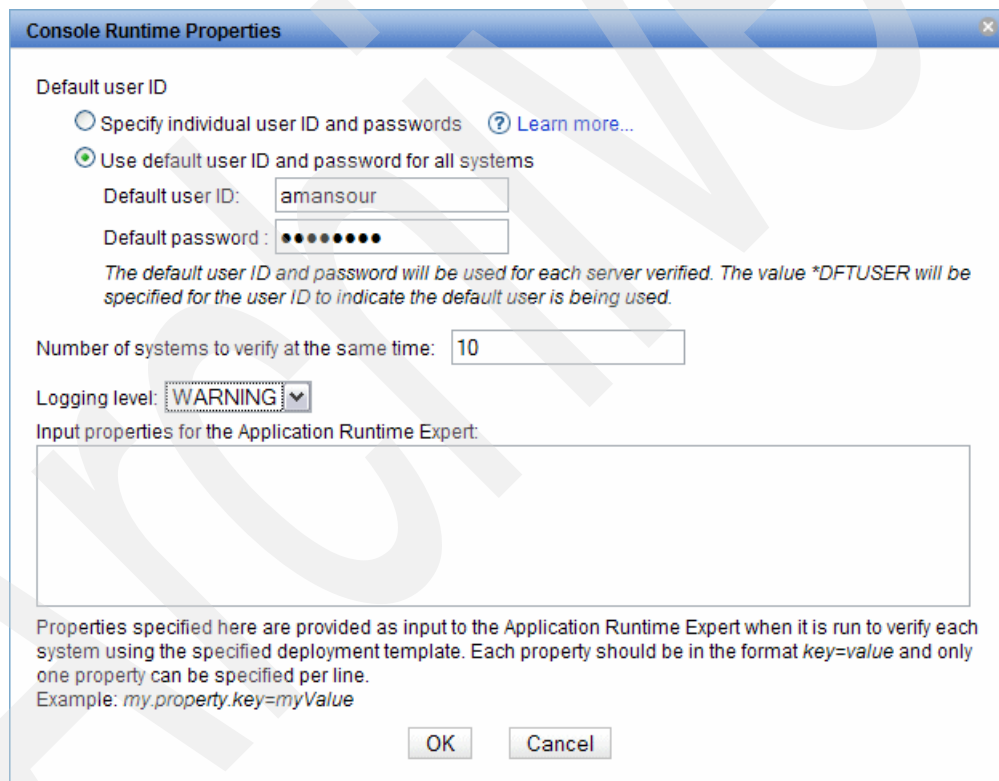 Console Runtime Properties
Default user ID
Specify individual user ID and passwords ? Learn more...
Use default user ID and password for all systems
Default user ID: amansour
Default password : ●●●●●●●●
The default user ID and password will be used for each server verified. The value *DFTUSER will be
specified for the user ID to indicate the default user is being used.
Number of systems to verify at the same time: 10
Logging level: WARNING
Input properties for the Application Runtime Expert:
Properties specified here are provided as input to the Application Runtime Expert when it is run to verify each
system using the specified deployment template. Each property should be in the format key=value and only
one property can be specified per line.
Example: my.property.key=myValue
OK Cancel